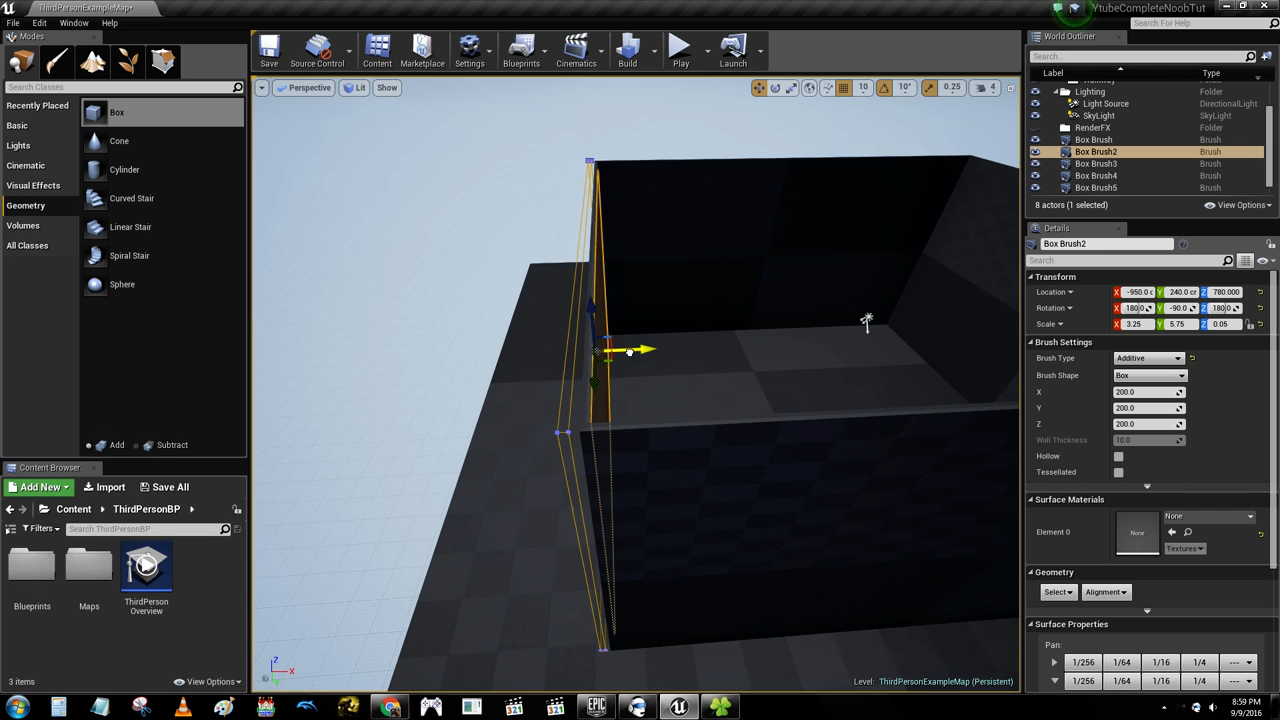 ThirdPersonExampleMap*
YtubeCompleteNoobTut
File
Edit
Window
Help
Search For Help
Modes
Save
Source Control
Content
Marketplace
Settings
Blueprints
Cinematics
Build
Play
Launch
Search Classes
Recently Placed
Basic
Lights
Cinematic
Visual Effects
Geometry
Volumes
All Classes
Box
Cone
Cylinder
Curved Stair
Linear Stair
Spiral Stair
Sphere
Add
Subtract
Perspective
Lit
Show
10
10°
0.25
4
Z
X
Level: ThirdPersonExampleMap (Persistent)
Content Browser
Add New
Import
Save All
Content
ThirdPersonBP
Filters
Search ThirdPersonBP
Blueprints
Maps
ThirdPerson
Overview
3 items
View Options
World Outliner
Search...
Label
Type
Folder
Lighting
Folder
Light Source
DirectionalLight
SkyLight
SkyLight
RenderFX
Folder
Box Brush
Brush
Box Brush2
Brush
Box Brush3
Brush
Box Brush4
Brush
Box Brush5
Brush
8 actors (1 selected)
View Options
Details
Box Brush2
Search
Transform
Location
X
-950.0 c
Y
240.0 cr
Z
780.000
Rotation
X
180.0
Y
-90.0
Z
180.0
Scale
X
3.25
Y
5.75
Z
0.05
Brush Settings
Brush Type
Additive
Brush Shape
Box
X
200.0
Y
200.0
Z
200.0
Wall Thickness
10.0
Hollow
Tessellated
Surface Materials
Element 0
None
None
Textures
Geometry
Select
Alignment
Surface Properties
Pan:
1/256
1/64
1/16
1/4
---
1/256
1/64
1/16
1/4
---
321
321
EPIC
GAMES
8:59 PM
9/9/2016